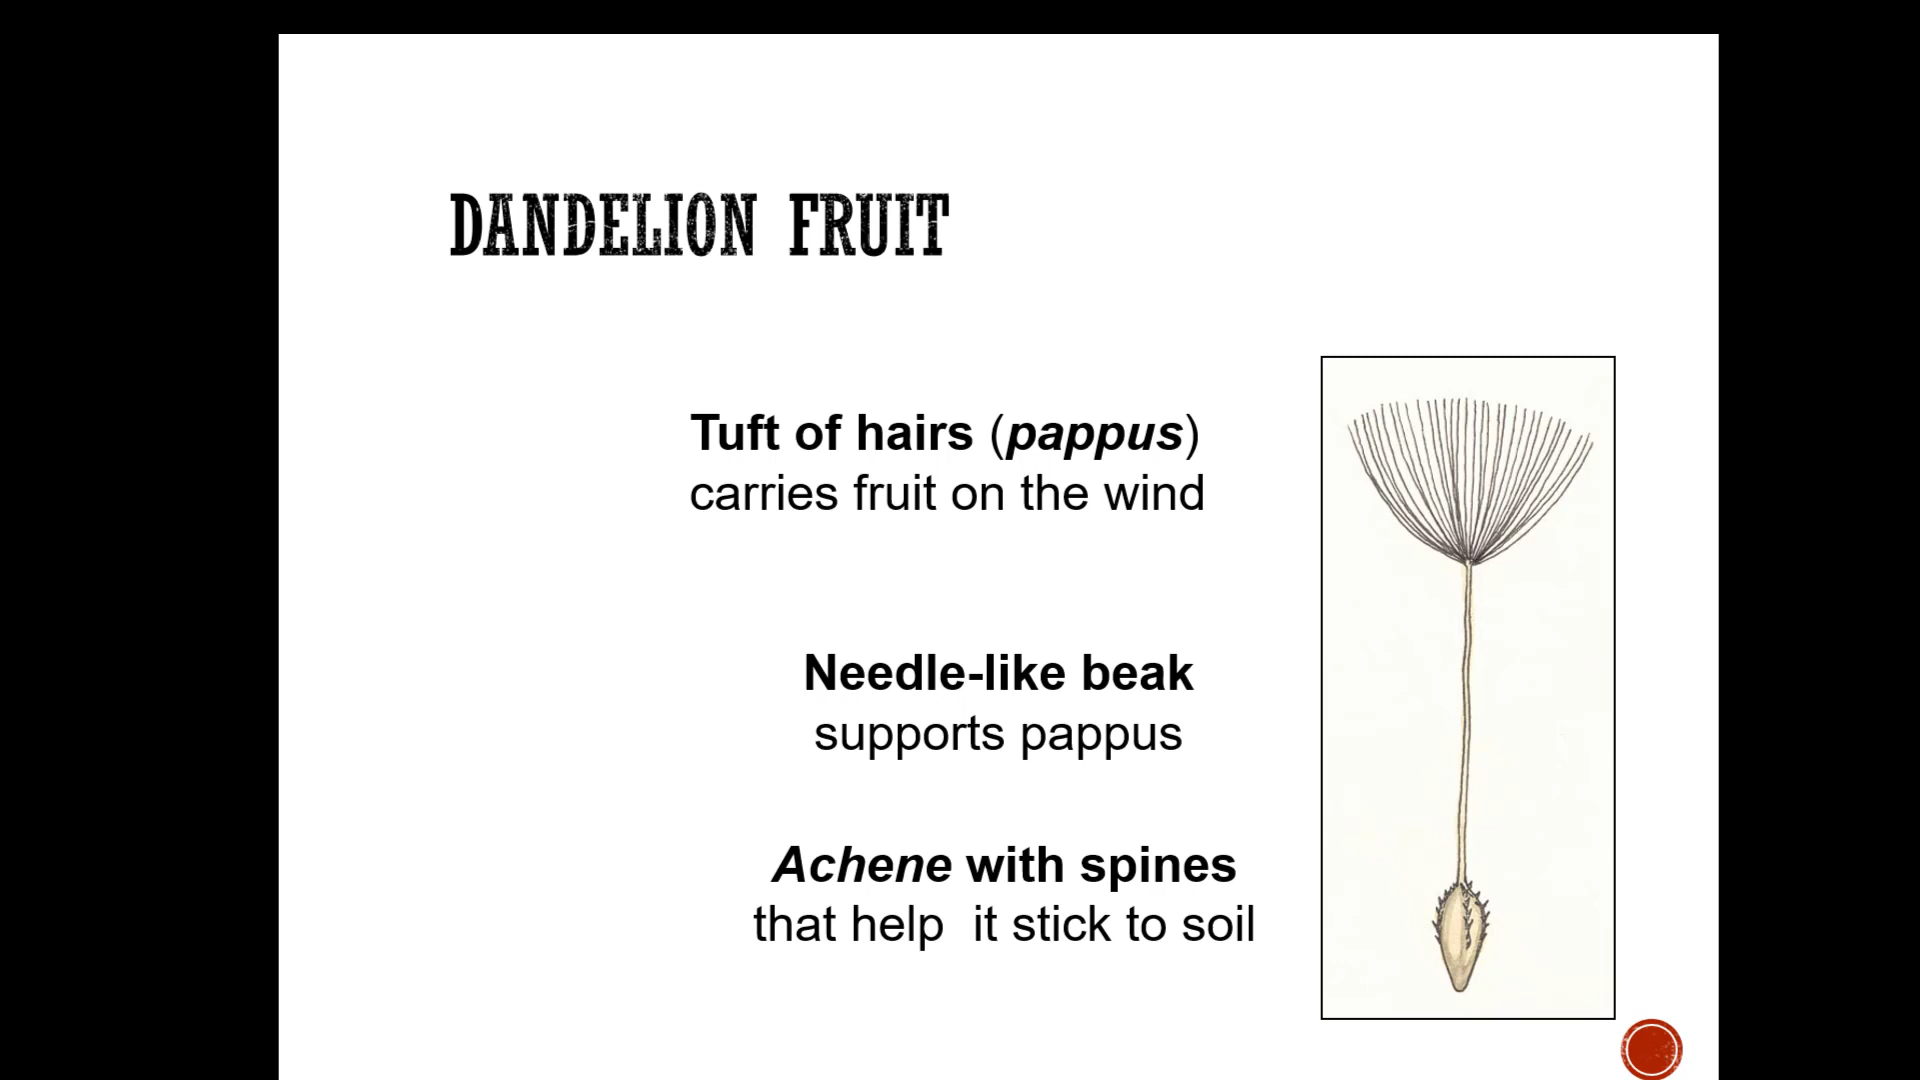 DANDELION FRUIT
Tuft of hairs (pappus)
carries fruit on the wind
Needle-like beak
supports pappus
Achene with spines
that help  it stick to soil